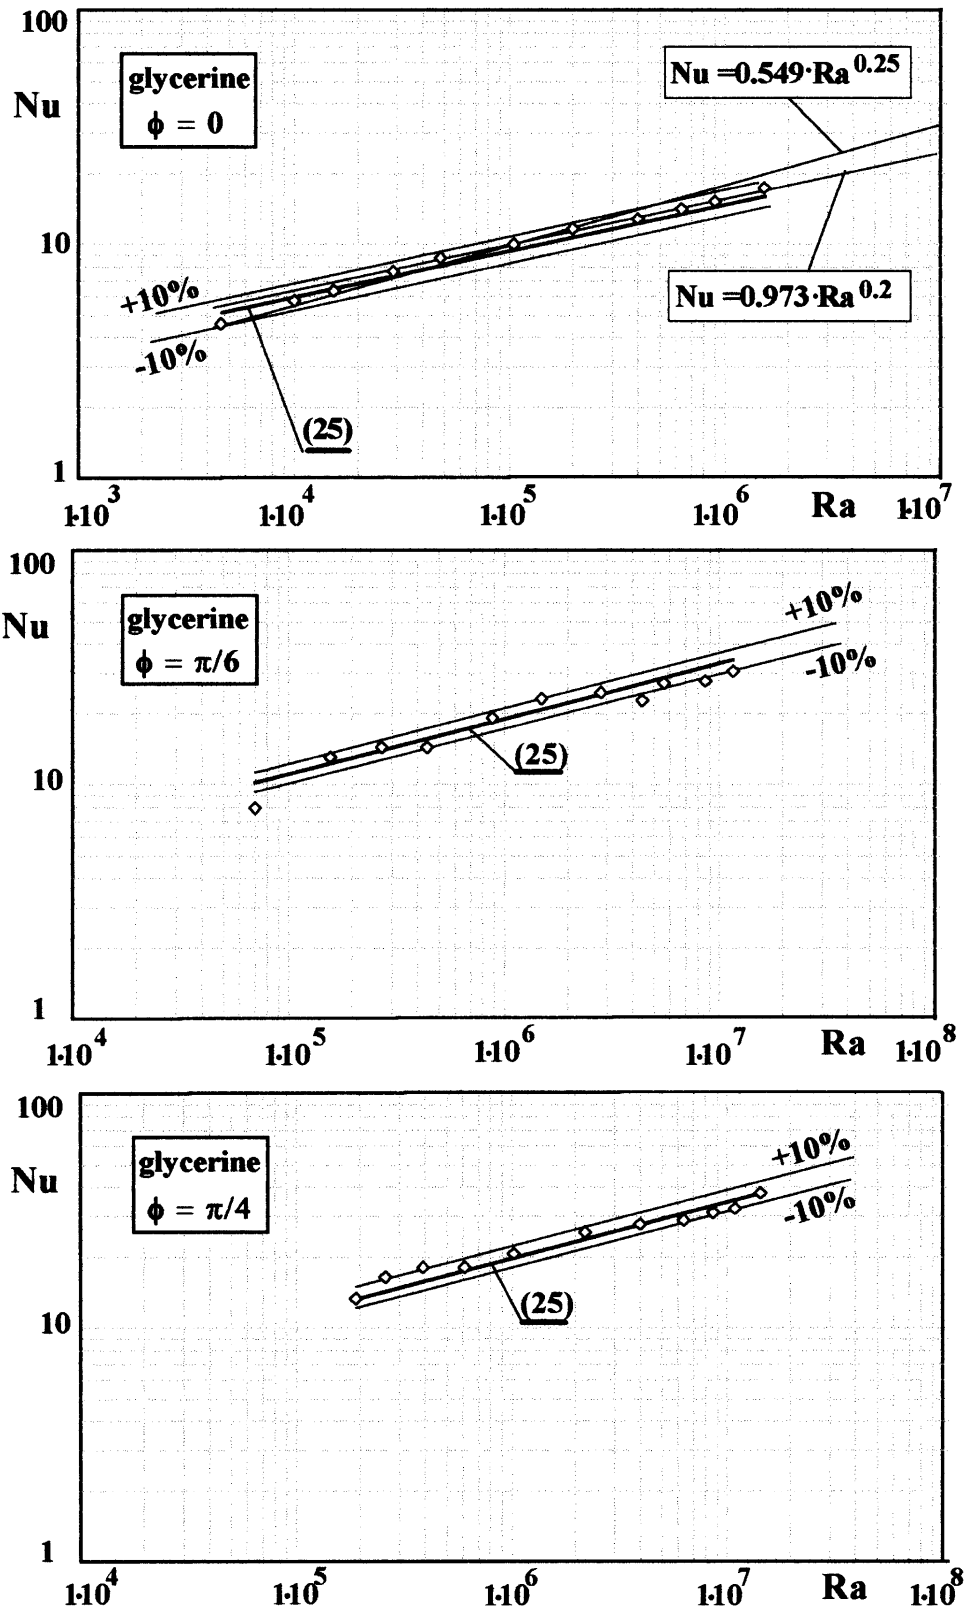 100
Nu
glycerine
ϕ = 0
Nu =0.549·Ra^0.25
10
+10%
-10%
Nu=0.973·Ra^0.2
(25)
1
1·10^3
1·10^4
1·10^5
1·10^6
Ra
1·10^7
100
Nu
glycerine
ϕ = π/6
+10%
-10%
(25)
10
1
1·10^4
1·10^5
1·10^6
1·10^7
Ra
1·10^8
100
Nu
glycerine
ϕ = π/4
+10%
-10%
(25)
10
1
1·10^4
1·10^5
1·10^6
1·10^7
Ra
1·10^8